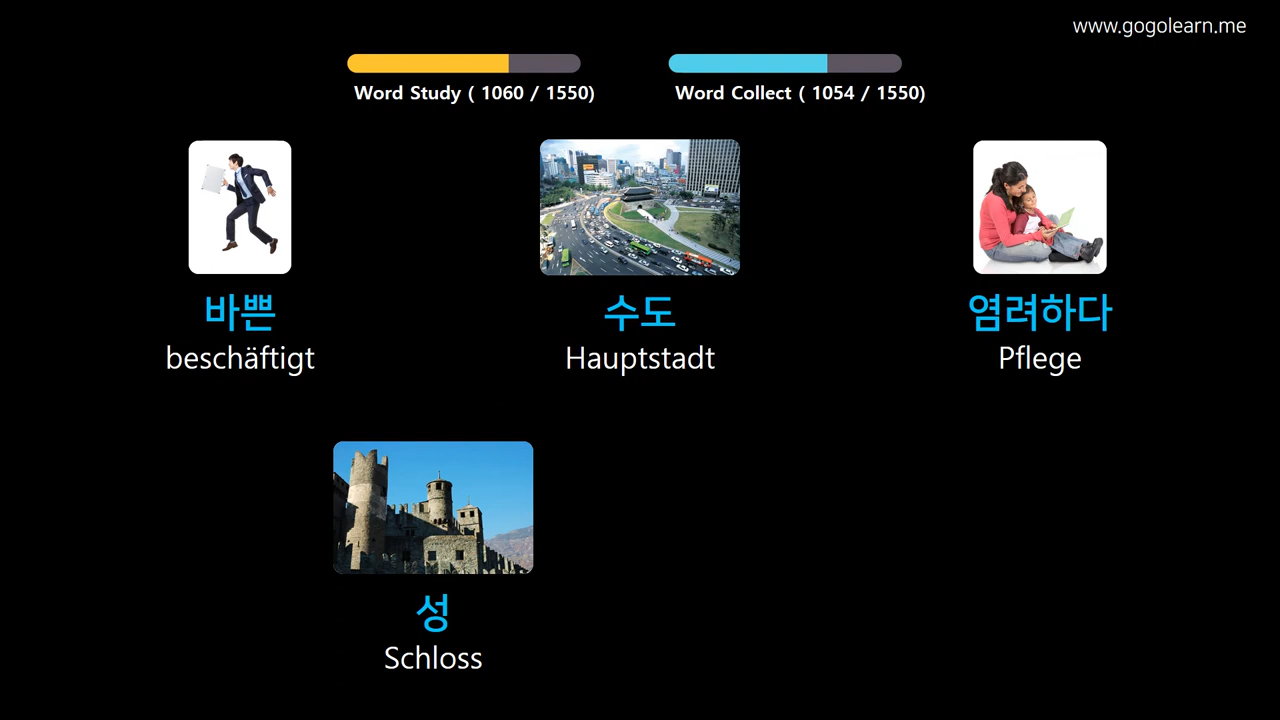 www.gogolearn.me
Word Study ( 1060 / 1550)
Word Collect ( 1054 / 1550)
바쁜
beschäftigt
수도
Hauptstadt
염려하다
Pflege
성
Schloss